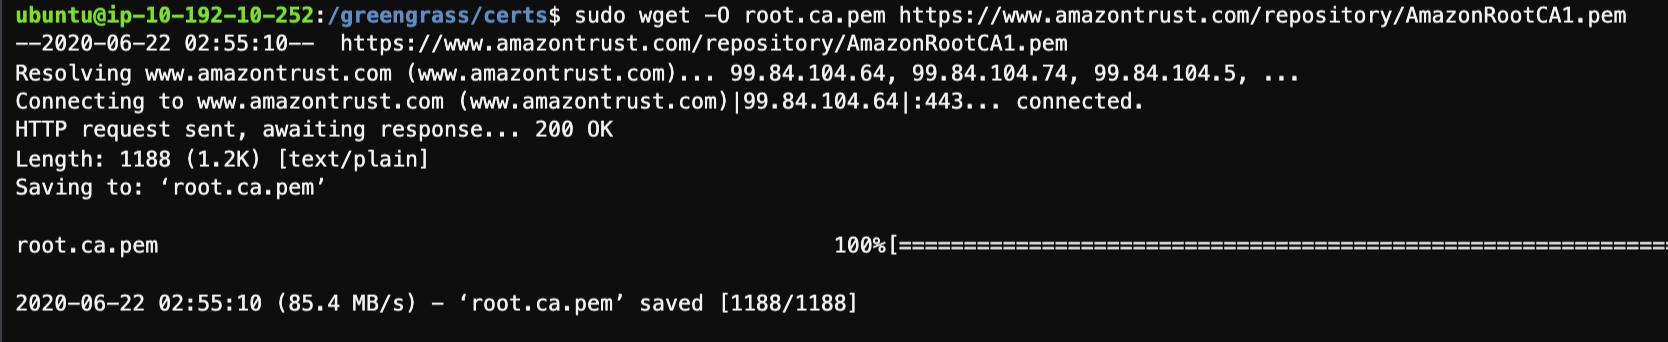 ubuntu@ip-10-192-10-252:/greengrass/certs$ sudo wget -O root.ca.pem https://www.amazontrust.com/repository/AmazonRootCA1.pem
--2020-06-22 02:55:10--  https://www.amazontrust.com/repository/AmazonRootCA1.pem
Resolving www.amazontrust.com (www.amazontrust.com)... 99.84.104.64, 99.84.104.74, 99.84.104.5, ...
Connecting to www.amazontrust.com (www.amazontrust.com)|99.84.104.64|:443... connected.
HTTP request sent, awaiting response... 200 OK
Length: 1188 (1.2K) [text/plain]
Saving to: ‘root.ca.pem’
root.ca.pem 100%[==========================================================
2020-06-22 02:55:10 (85.4 MB/s) - ‘root.ca.pem’ saved [1188/1188]